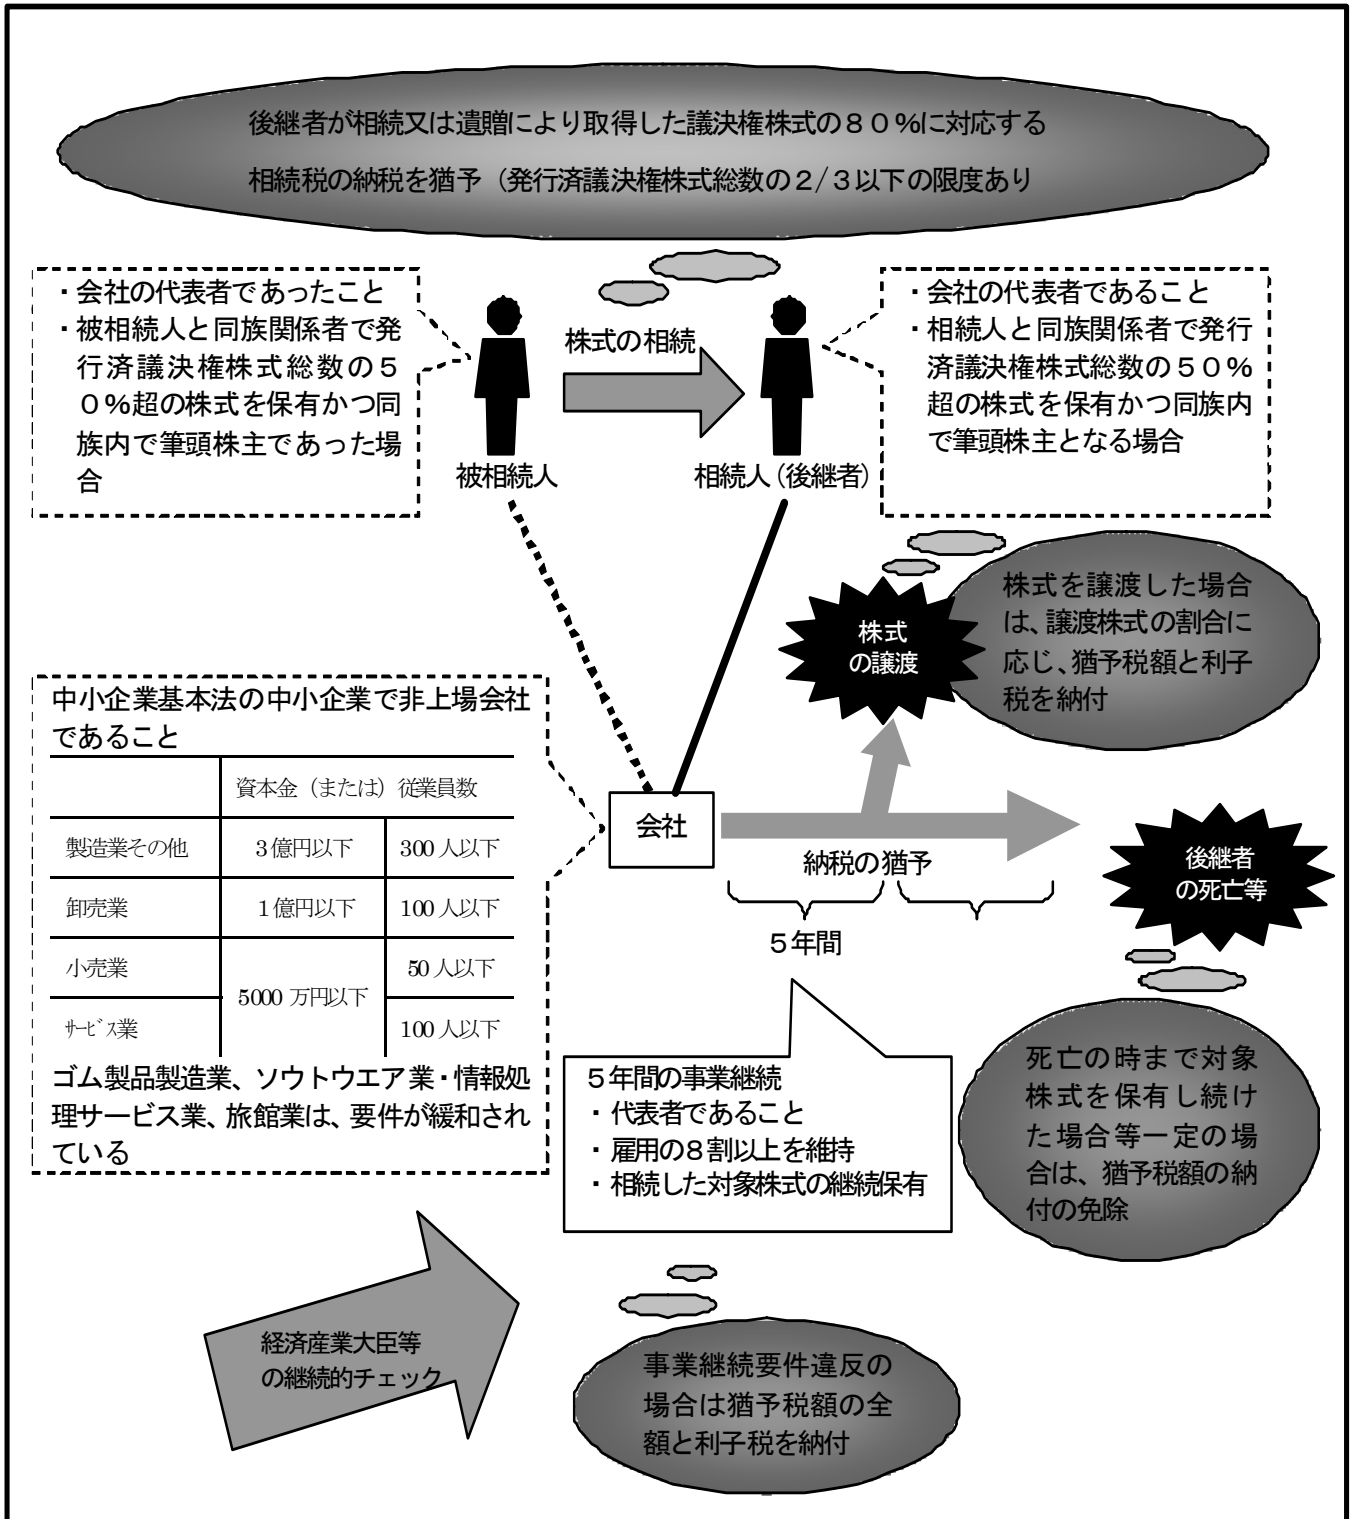 後継者が相続又は遺贈により取得した議決権株式の８０％に対応する
相続税の納税を猶予（発行済議決権株式総数の２/３以下の限度あり
・会社の代表者であったこと
・被相続人と同族関係者で発
行済議決権株式総数の５
０％超の株式を保有かつ同
族内で筆頭株主であった場
合
株式の相続
被相続人
相続人（後継者）
・会社の代表者であること
・相続人と同族関係者で発行
済議決権株式総数の５０％
超の株式を保有かつ同族内
で筆頭株主となる場合
株式
の譲渡
株式を譲渡した場合
は、譲渡株式の割合に
応じ、猶予税額と利子
税を納付
中小企業基本法の中小企業で非上場会社
であること
資本金（または）従業員数
製造業その他 3億円以下 300人以下
卸売業 1億円以下 100人以下
小売業 50人以下
5000万円以下
ｻｰﾋﾞｽ業 100人以下
ゴム製品製造業、ソウトウエア業・情報処
理サービス業、旅館業は、要件が緩和され
ている
会社
納税の猶予
５年間
後継者
の死亡等
５年間の事業継続
・代表者であること
・雇用の８割以上を維持
・相続した対象株式の継続保有
死亡の時まで対象
株式を保有し続け
た場合等一定の場
合は、猶予税額の納
付の免除
経済産業大臣等
の継続的チェック
事業継続要件違反の
場合は猶予税額の全
額と利子税を納付